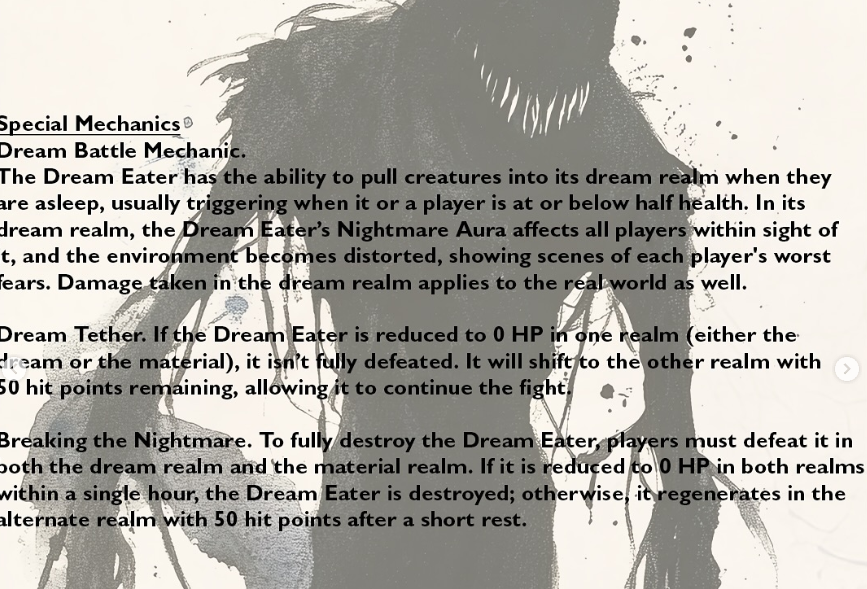 Special Mechanics
Dream Battle Mechanic.
The Dream Eater has the ability to pull creatures into its dream realm when they
are asleep, usually triggering when it or a player is at or below half health. In its
dream realm, the Dream Eater's Nightmare Aura affects all players within sight of
it, and the environment becomes distorted, showing scenes of each player's worst
fears. Damage taken in the dream realm applies to the real world as well.
Dream Tether. If the Dream Eater is reduced to 0 HP in one realm (either the
dream or the material), it isn't fully defeated. It will shift to the other realm with
50 hit points remaining, allowing it to continue the fight.
Breaking the Nightmare. To fully destroy the Dream Eater, players must defeat it in
both the dream realm and the material realm. If it is reduced to 0 HP in both realms
within a single hour, the Dream Eater is destroyed; otherwise, it regenerates in the
alternate realm with 50 hit points after a short rest.